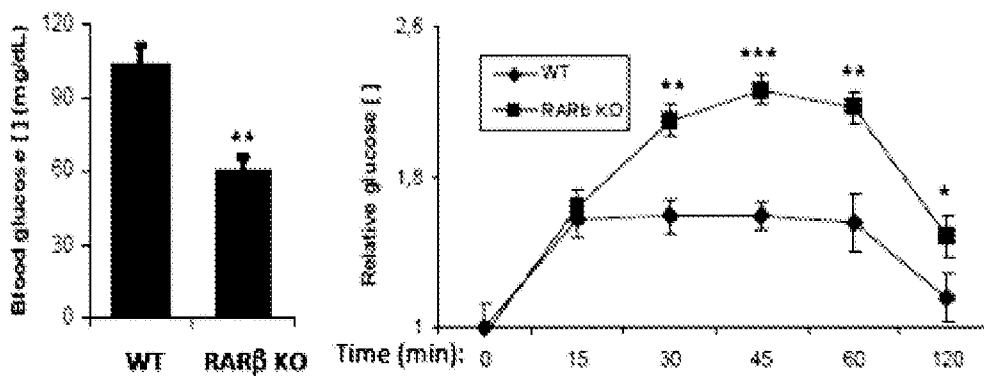 Blood glucose [ ] (mg/dL)
120
90
60
30
0
**
WT
RARβ KO
Relative glucose [ ]
2,6
1,8
1
WT
RARb KO
**
***
**
*
Time (min):
0
15
30
45
60
120